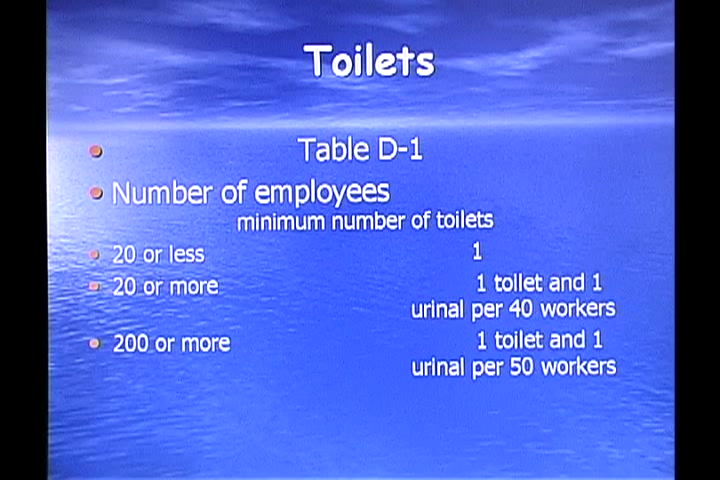 Toilets
Table D-1
Number of employees
minimum number of toilets
20 or less 1
20 or more 1 toilet and 1
urinal per 40 workers
200 or more 1 toilet and 1
urinal per 50 workers